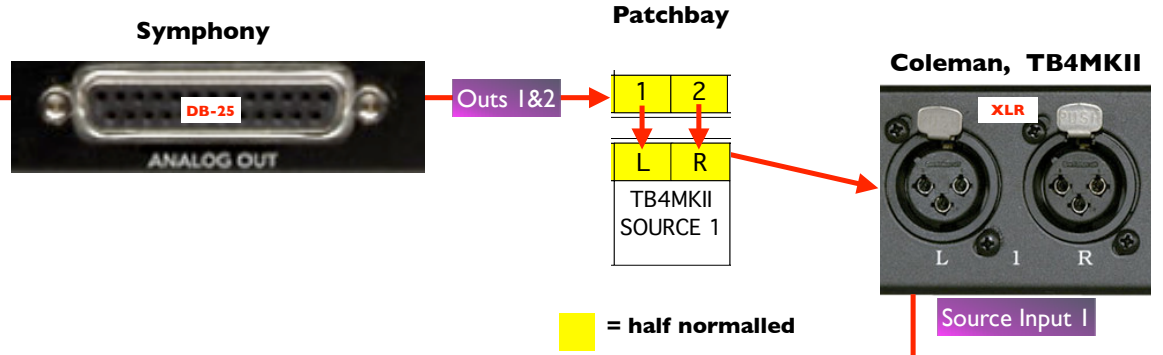 Symphony
DB-25
ANALOG OUT
Outs 1&2
Patchbay
1 2
L R
TB4MKII
SOURCE 1
= half normalled
Coleman, TB4MKII
XLR
L 1 R
Source Input 1